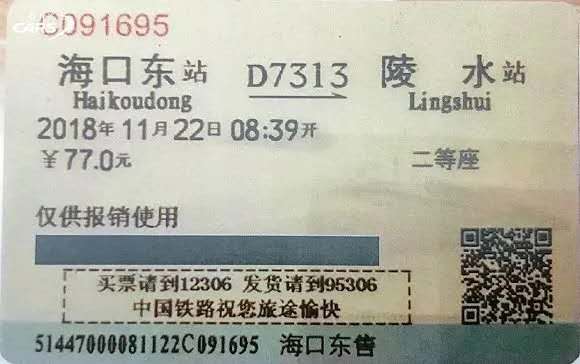 C091695
海口东站 D7313 陵水站
Haikoudong Lingshui
2018年11月22日08:39开
￥77.0元 二等座
仅供报销使用
买票请到12306 发货请到95306
中国铁路祝您旅途愉快
51447000081122C091695 海口东售